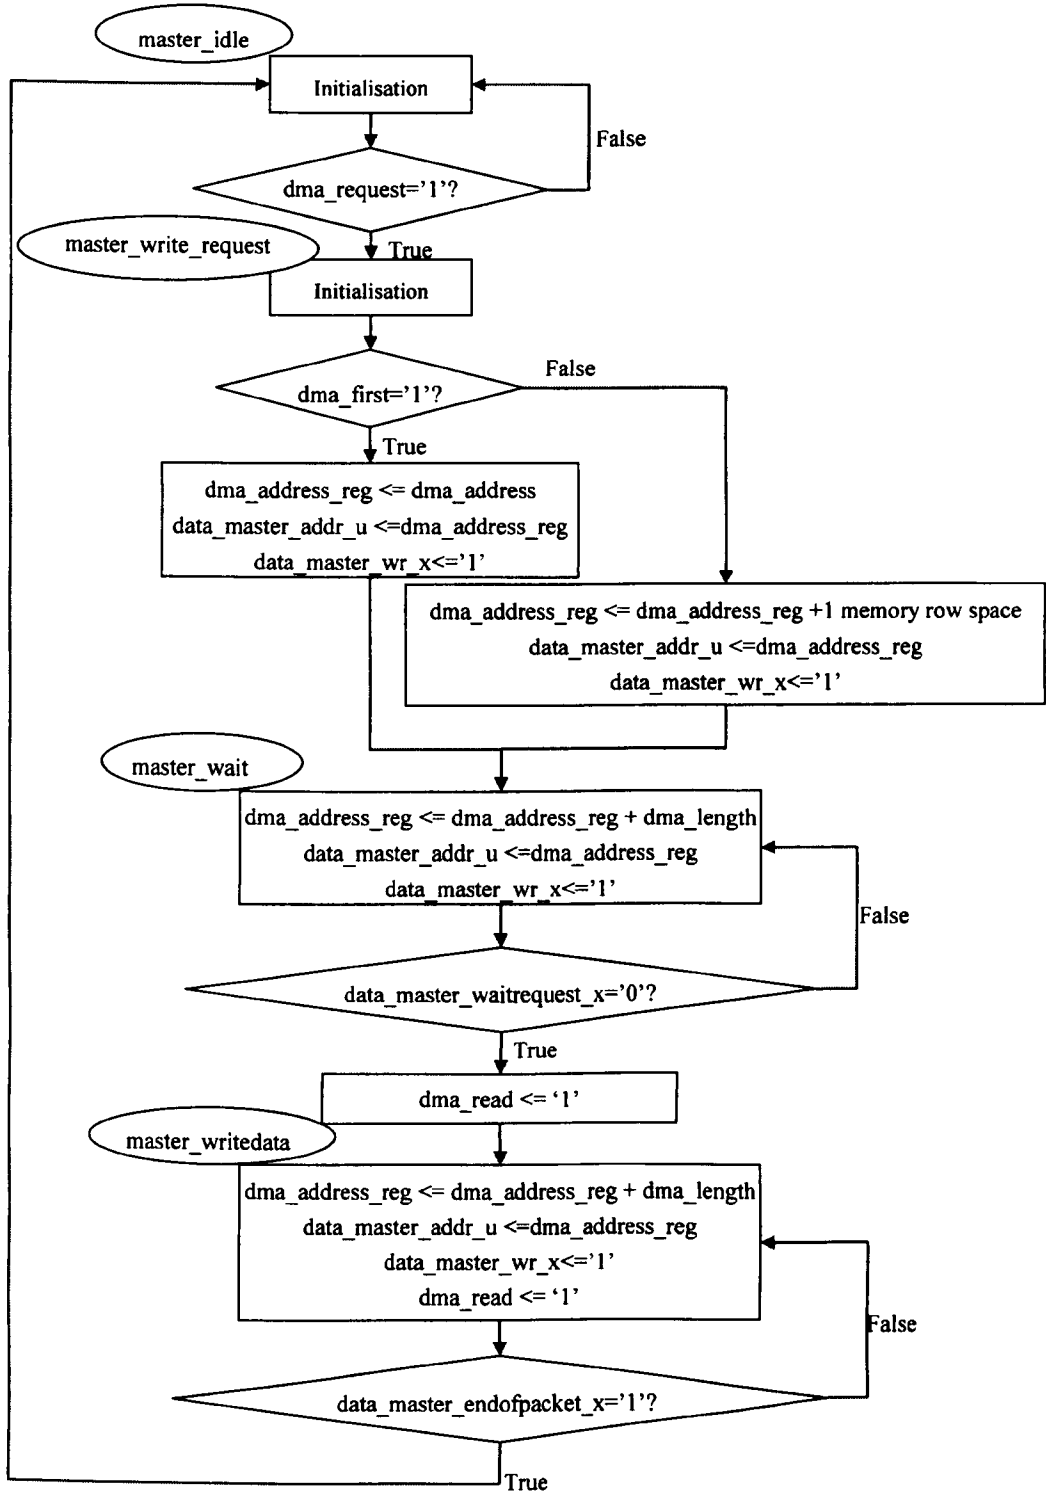 master_idle
Initialisation
False
dma_request='1'?
master_write_request
True
Initialisation
False
dma_first='1'?
True
dma_address_reg <= dma_address
data_master_addr_u <=dma_address_reg
data_master_wr_x<='1'
dma_address_reg <= dma_address_reg +1 memory row space
data_master_addr_u <=dma_address_reg
data_master_wr_x<='1'
master_wait
dma_address_reg <= dma_address_reg + dma_length
data_master_addr_u <=dma_address_reg
data_master_wr_x<='1'
False
data_master_waitrequest_x='0'?
True
dma_read <= ‘1’
master_writedata
dma_address_reg <= dma_address_reg + dma_length
data_master_addr_u <=dma_address_reg
data_master_wr_x<='1'
dma_read <= ‘1’
False
data_master_endofpacket_x='1'?
True